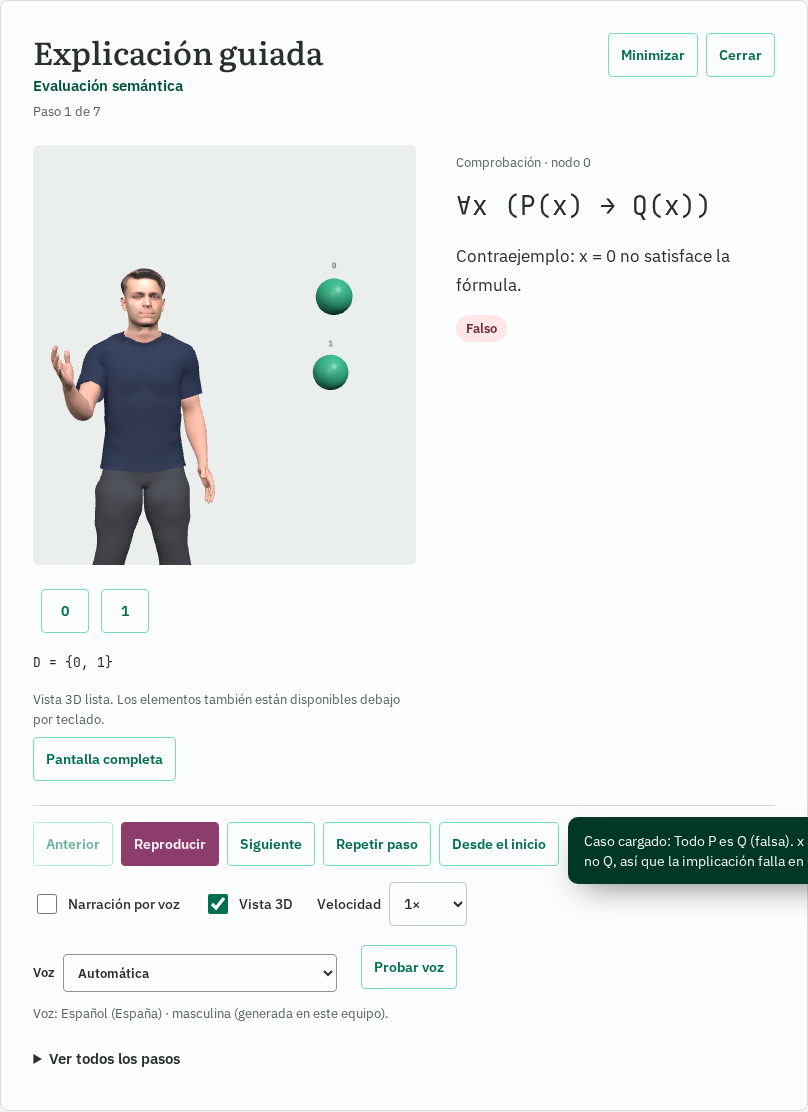 Explicación guiada
Minimizar
Cerrar
Evaluación semántica
Paso 1 de 7
0
1
Comprobación · nodo 0
∀x (P(x) → Q(x))
Contraejemplo: x = 0 no satisface la
fórmula.
Falso
0
1
D = {0, 1}
Vista 3D lista. Los elementos también están disponibles debajo
por teclado.
Pantalla completa
Anterior
Reproducir
Siguiente
Repetir paso
Desde el inicio
Caso cargado: Todo P es Q (falsa). x
no Q, así que la implicación falla en
Narración por voz
Vista 3D
Velocidad
1×
Voz
Automática
Probar voz
Voz: Español (España) · masculina (generada en este equipo).
Ver todos los pasos